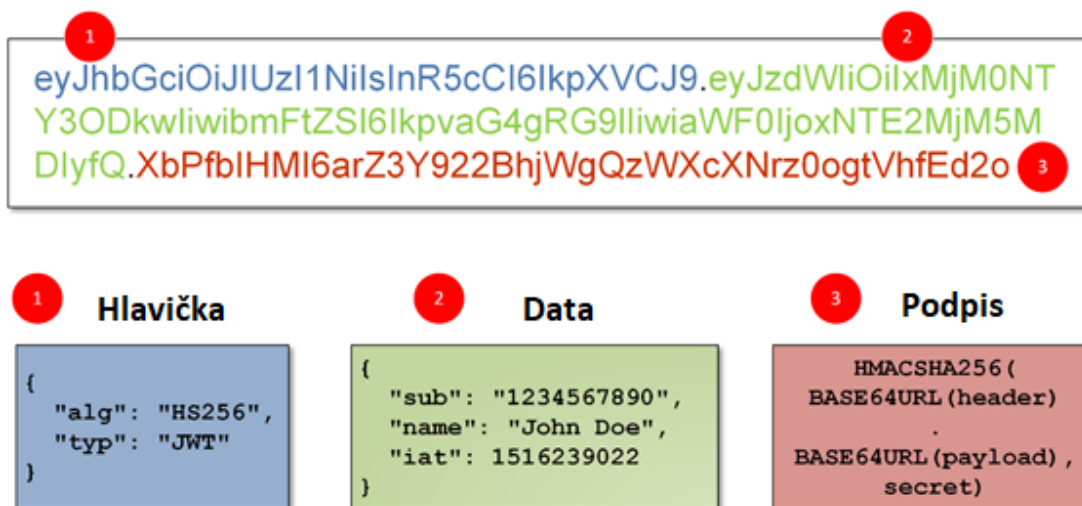 1
2
eyJhbGciOiJIUzI1NiIsInR5cCI6IkpXVCJ9.eyJzdWIiOiIxMjM0NT
Y3ODkwIiwibmFtZSI6IkpvaG4gRG9lIiwiaWF0IjoxNTE2MjM5M
DIyfQ.XbPfbIHMI6arZ3Y922BhjWgQzWXcXNrz0ogtVhfEd2o
3
1
Hlavička
2
Data
3
Podpis
{
"alg": "HS256",
"typ": "JWT"
}
{
"sub": "1234567890",
"name": "John Doe",
"iat": 1516239022
}
HMACSHA256(
BASE64URL(header)
.
BASE64URL(payload),
secret)